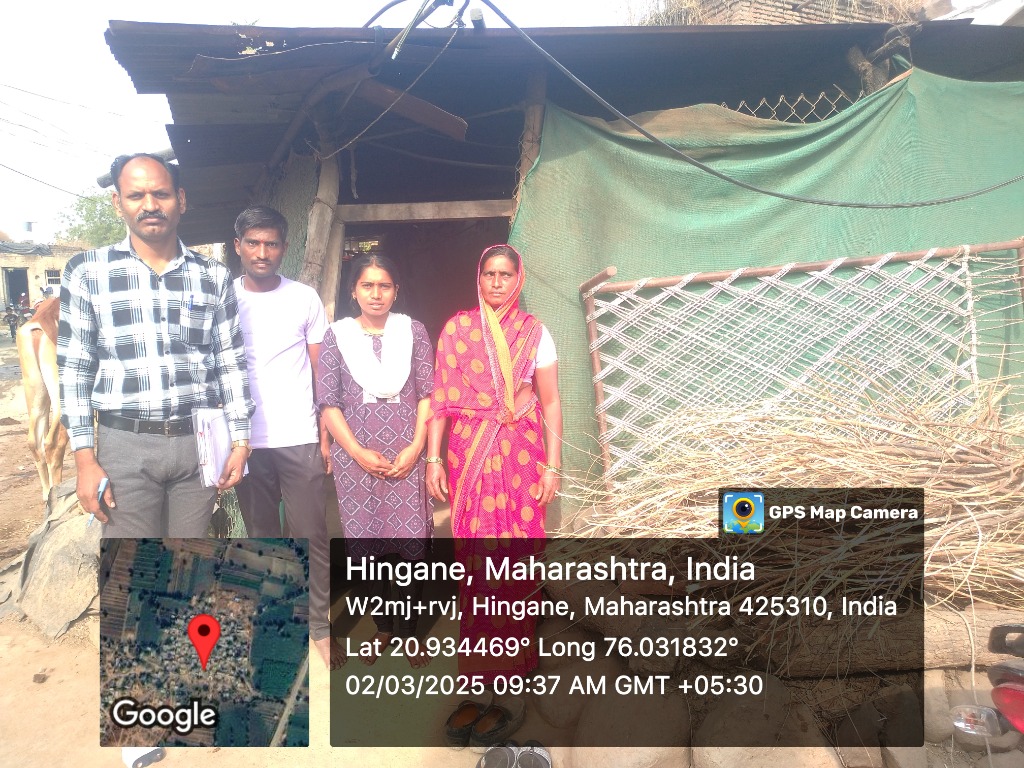 GPS Map Camera
Hingane, Maharashtra, India
W2mj+rvj, Hingane, Maharashtra 425310, India
Lat 20.934469° Long 76.031832°
02/03/2025 09:37 AM GMT +05:30
Google